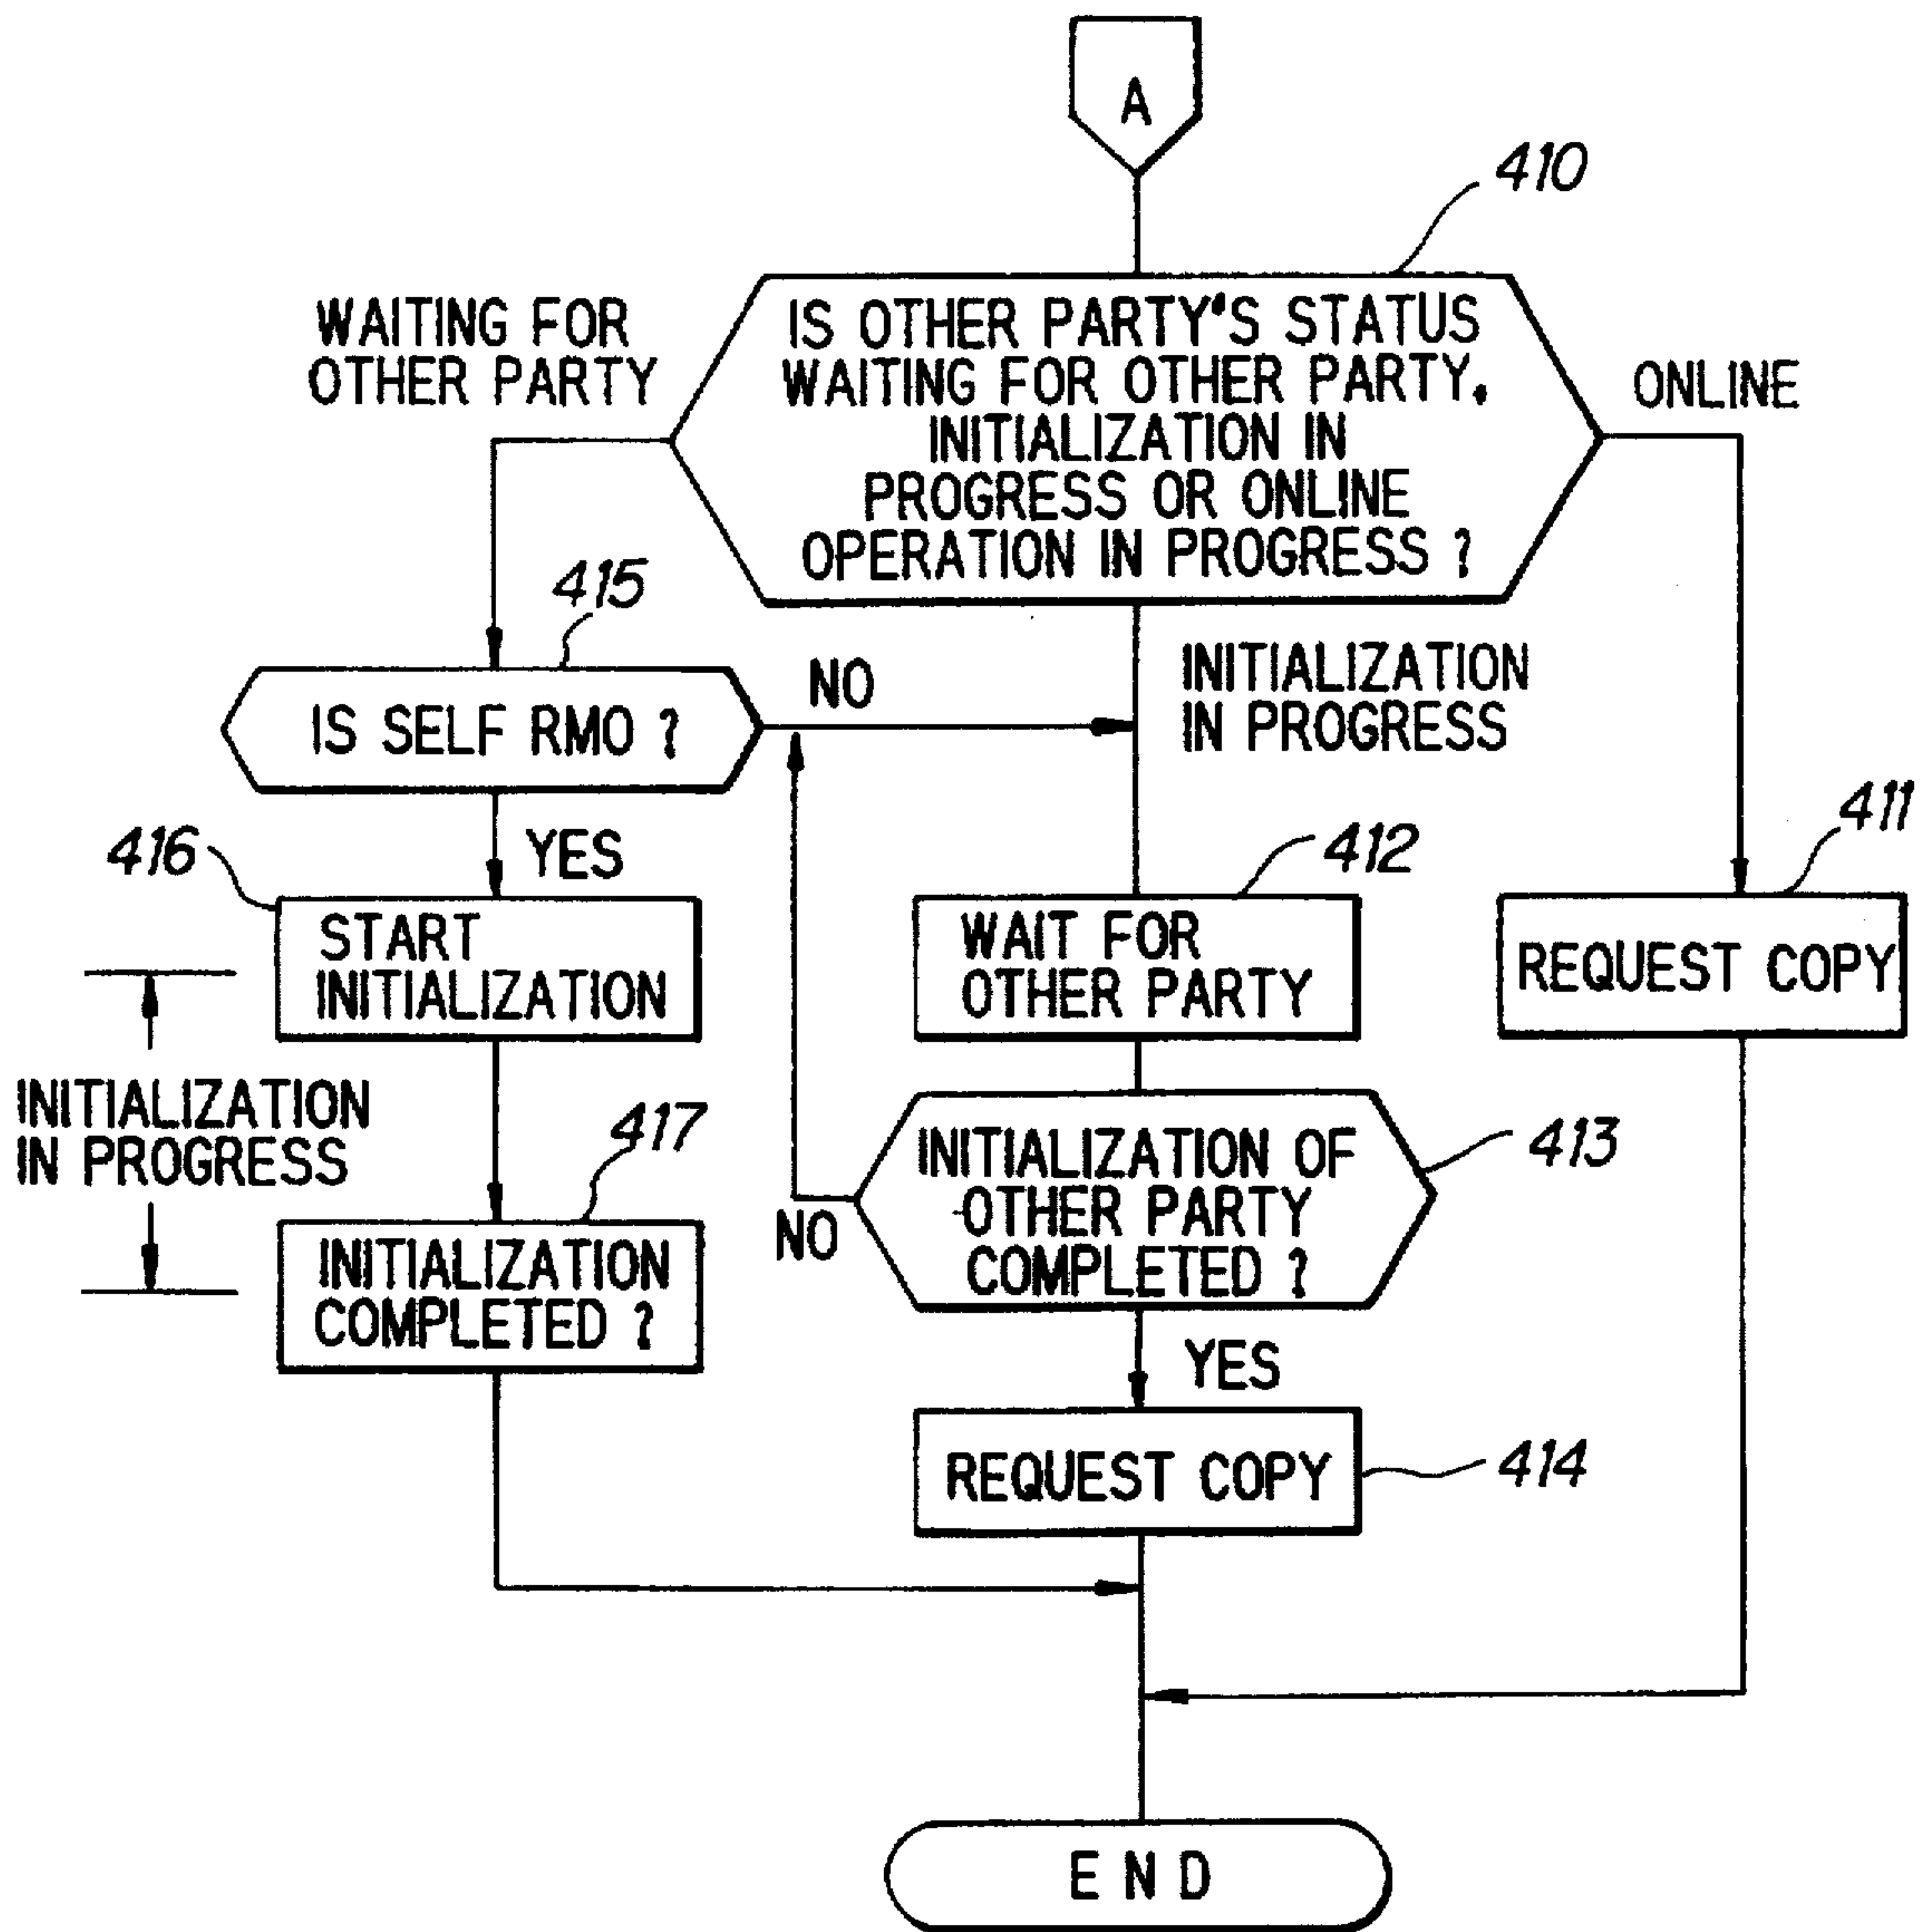 A
410
WAITING FOR
OTHER PARTY
IS OTHER PARTY'S STATUS
WAITING FOR OTHER PARTY,
INITIALIZATION IN
PROGRESS OR ONLINE
OPERATION IN PROGRESS ?
ONLINE
415
IS SELF RMO ?
NO
INITIALIZATION
IN PROGRESS
416
YES
412
411
START
INITIALIZATION
WAIT FOR
OTHER PARTY
REQUEST COPY
INITIALIZATION
IN PROGRESS
417
INITIALIZATION OF
OTHER PARTY
COMPLETED ?
413
NO
INITIALIZATION
COMPLETED ?
YES
REQUEST COPY
414
END